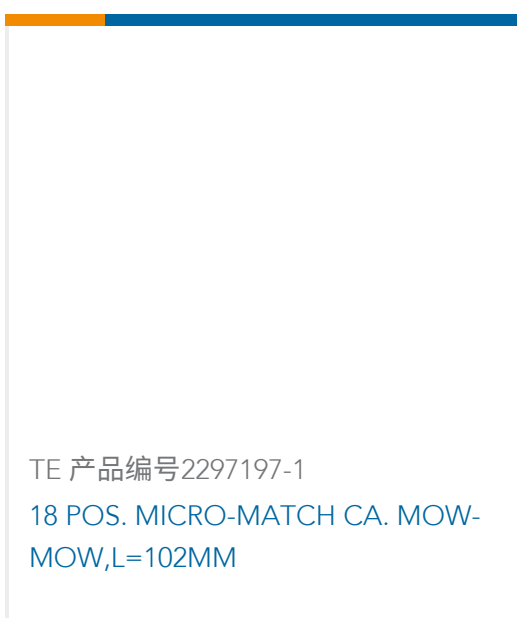 TE 产品编号2297197-1
18 POS. MICRO-MATCH CA. MOW-
MOW,L=102MM